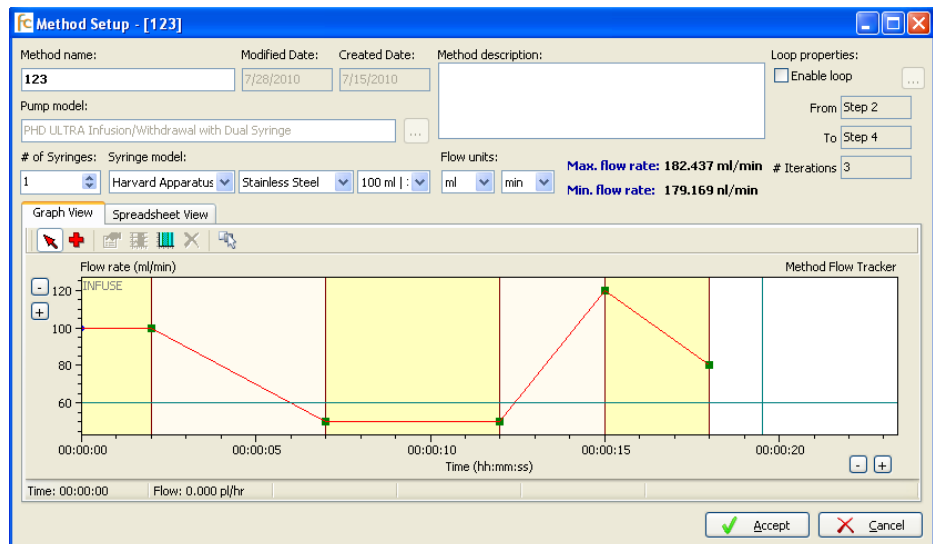 fc Method Setup - [123]
Method name: Modified Date: Created Date: Method description: Loop properties:
123 7/28/2010 7/15/2010 Enable loop ...
Pump model: From Step 2
PHD ULTRA Infusion/Withdrawal with Dual Syringe ... To Step 4
# of Syringes: Syringe model: Flow units: Max. flow rate: 182.437 ml/min # Iterations 3
1 Harvard Apparatus Stainless Steel 100 ml | ml min Min. flow rate: 179.169 nl/min
Graph View Spreadsheet View
Flow rate (ml/min) Method Flow Tracker
- 120 INFUSE
+
100
80
60
00:00:00 00:00:05 00:00:10 00:00:15 00:00:20
Time (hh:mm:ss) - +
Time: 00:00:00 Flow: 0.000 pl/hr
Accept Cancel